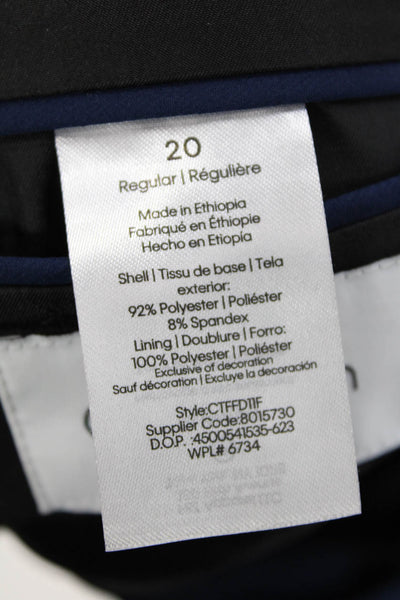 20
Regular | Régulière
Made in Ethiopia
Fabriqué en Éthiopie
Hecho en Etiopía
Shell | Tissu de base | Tela
exterior:
92% Polyester | Poliéster
8% Spandex
Lining | Doublure | Forro:
100% Polyester | Poliéster
Exclusive of decoration
Sauf décoration | Excluye la decoración
Style:CTFFD11F
Supplier Code:8015730
D.O.P. :4500541535-623
WPL# 6734